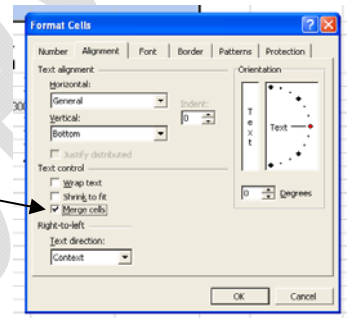 Format Cells
Number Alignment Font Border Patterns Protection
Text alignment
Horizontal:
General
Indent:
Vertical:
0
Bottom
Justify distributed
Text control
Wrap text
Shrink to fit
Merge cells
Right-to-left
Text direction:
Context
Orientation
Text
Text
0 Degrees
OK Cancel